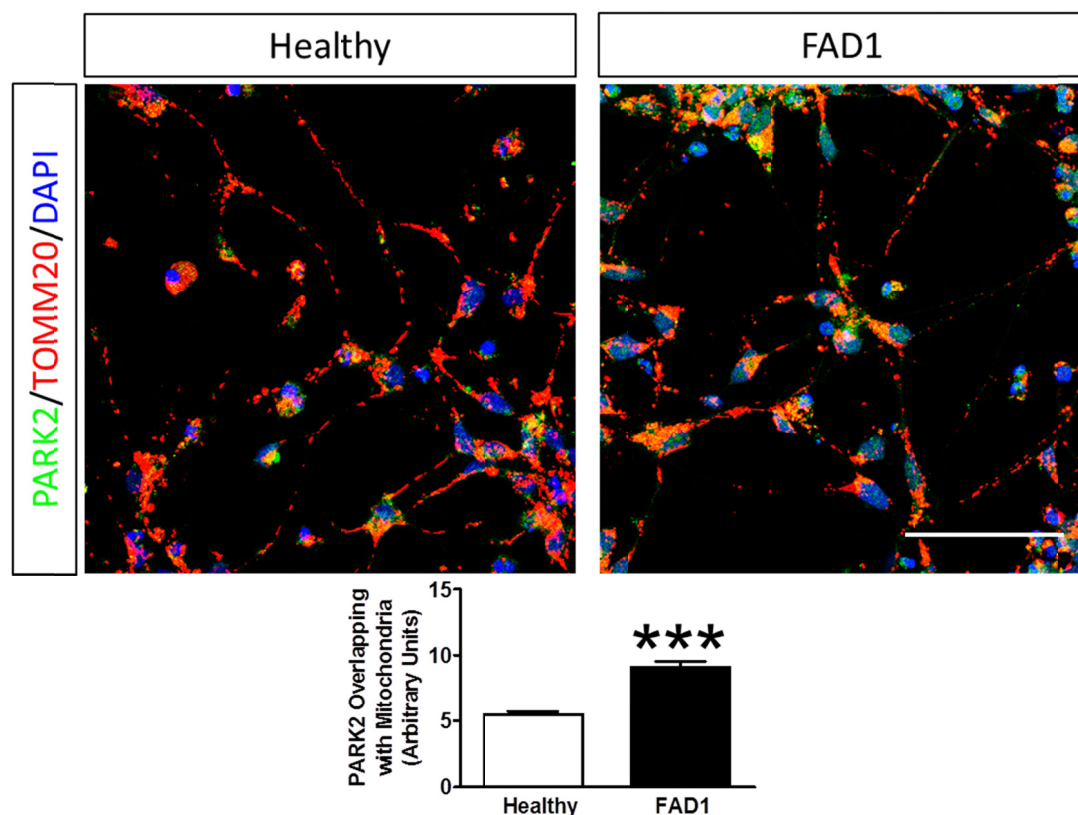 Healthy
FAD1
PARK2/TOMM20/DAPI
15
10
5
0
PARK2 Overlapping
with Mitochondria
(Arbitrary Units)
***
Healthy
FAD1